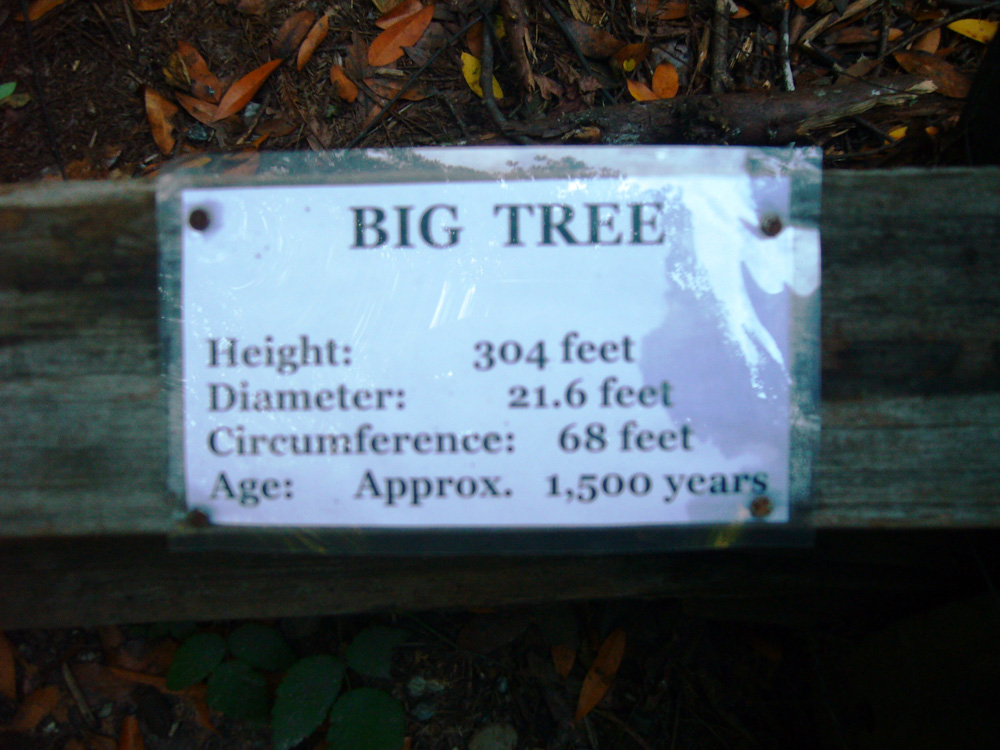 BIG TREE
Height: 304 feet
Diameter: 21.6 feet
Circumference: 68 feet
Age: Approx. 1,500 years